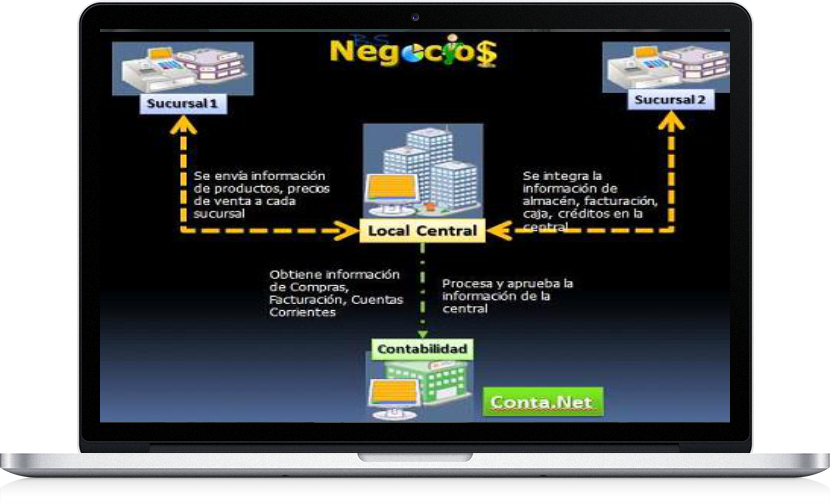 RS
Negocio$
Sucursal 1
Sucursal 2
Se envía información
de productos, precios
de venta a cada
sucursal
Se integra la
información de
almacén, facturación,
caja, créditos en la
central
Local Central
Obtiene información
de Compras,
Facturación, Cuentas
Corrientes
Procesa y aprueba la
información de la
central
Contabilidad
Conta.Net